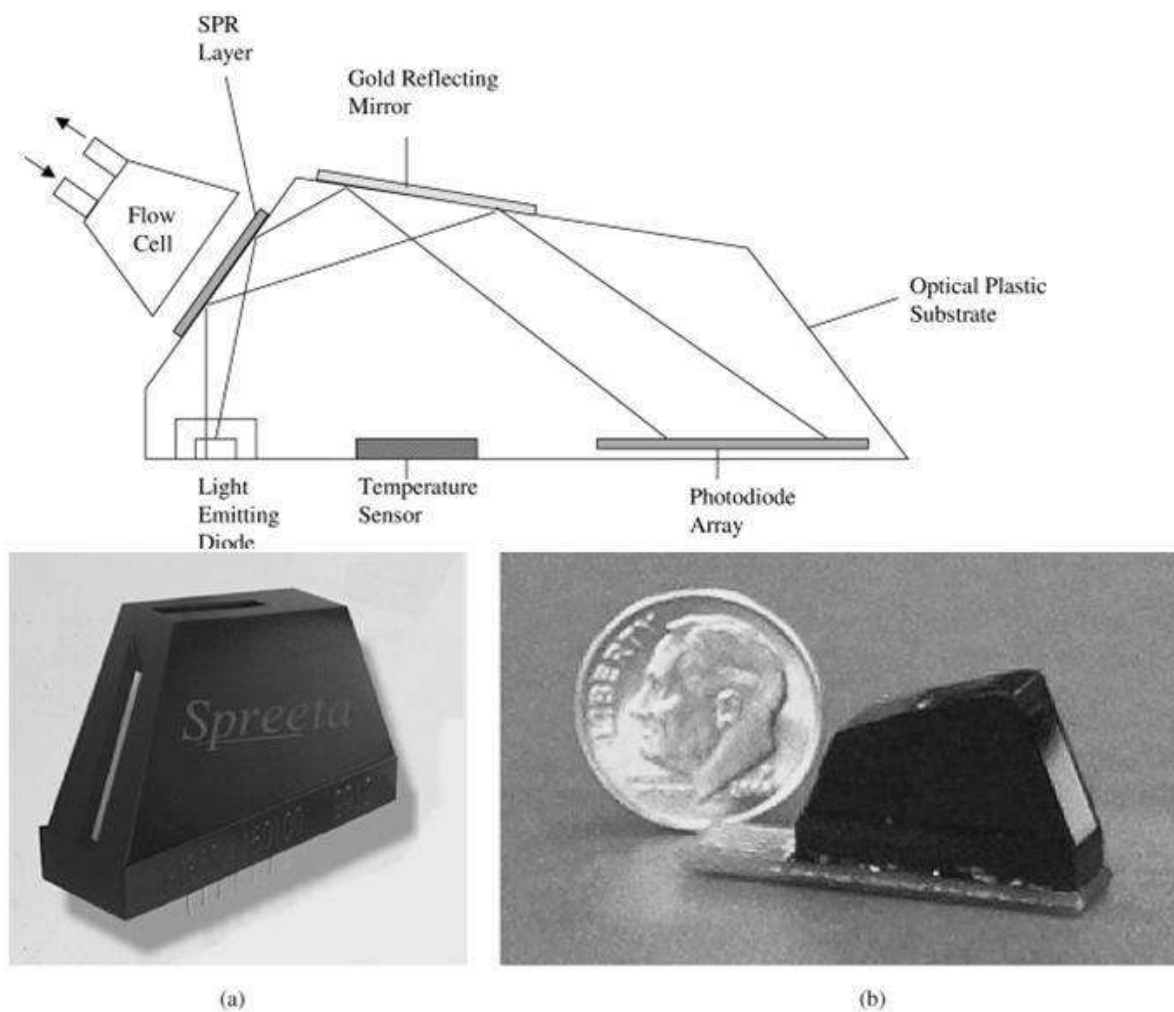 SPR
Layer
Gold Reflecting
Mirror
Flow
Cell
Optical Plastic
Substrate
Light
Emitting
Diode
Temperature
Sensor
Photodiode
Array
Spreeta
LIBERTY
(a)
(b)